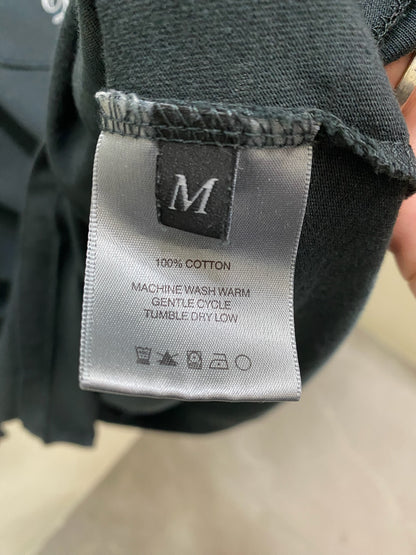 M
100% COTTON
MACHINE WASH WARM
GENTLE CYCLE
TUMBLE DRY LOW